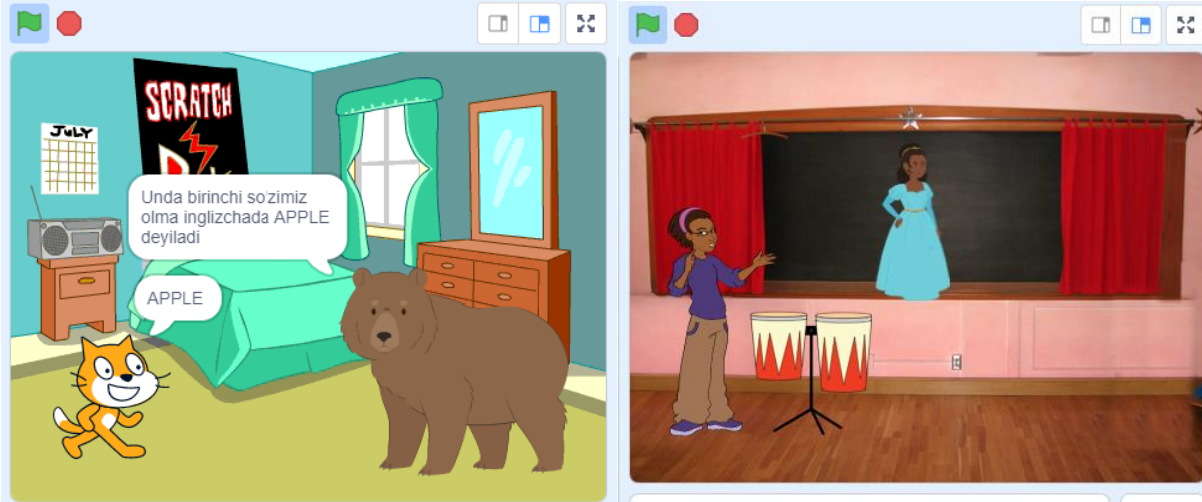 SCRATCH
JULY
Unda birinchi so'zimiz
olma inglizchada APPLE
deyiladi
APPLE